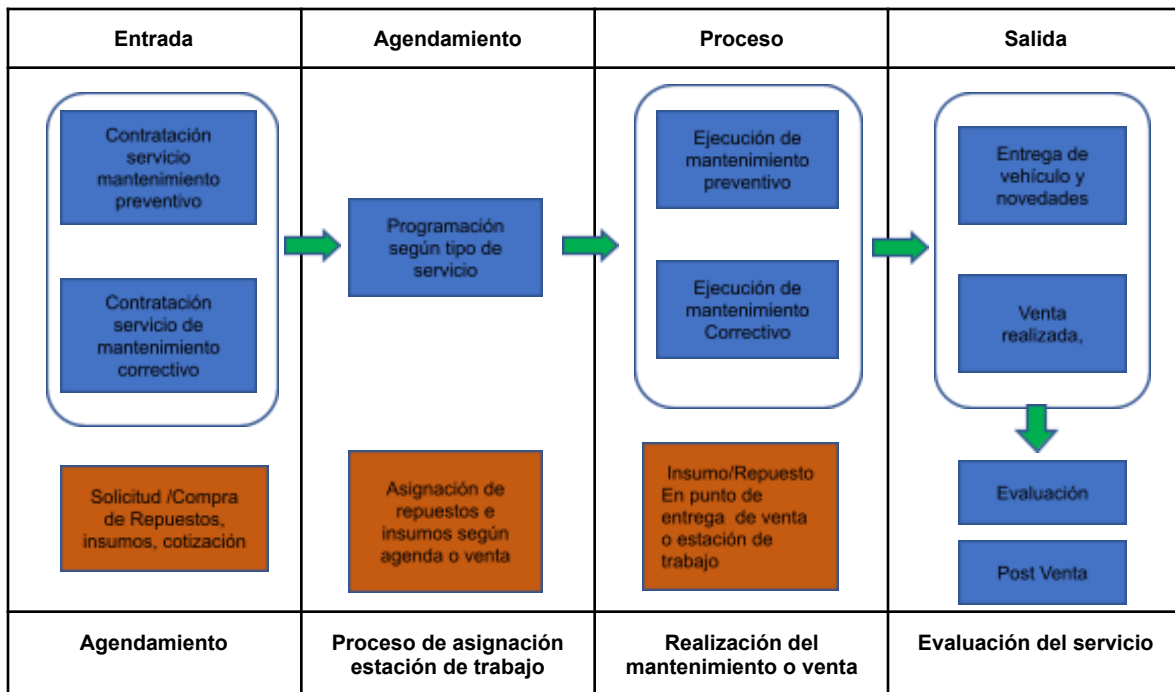 Entrada
Agendamiento
Proceso
Salida
Contratación
servicio
mantenimiento
preventivo
Contratación
servicio de
mantenimiento
correctivo
Solicitud /Compra
de Repuestos,
insumos, cotización
Programación
según tipo de
servicio
Asignación de
repuestos e
insumos según
agenda o venta
Ejecución de
mantenimiento
preventivo
Ejecución de
mantenimiento
Correctivo
Insumo/Repuesto
En punto de
entrega de venta
o estación de
trabajo
Entrega de
vehículo y
novedades
Venta
realizada,
Evaluación
Post Venta
Agendamiento
Proceso de asignación
estación de trabajo
Realización del
mantenimiento o venta
Evaluación del servicio